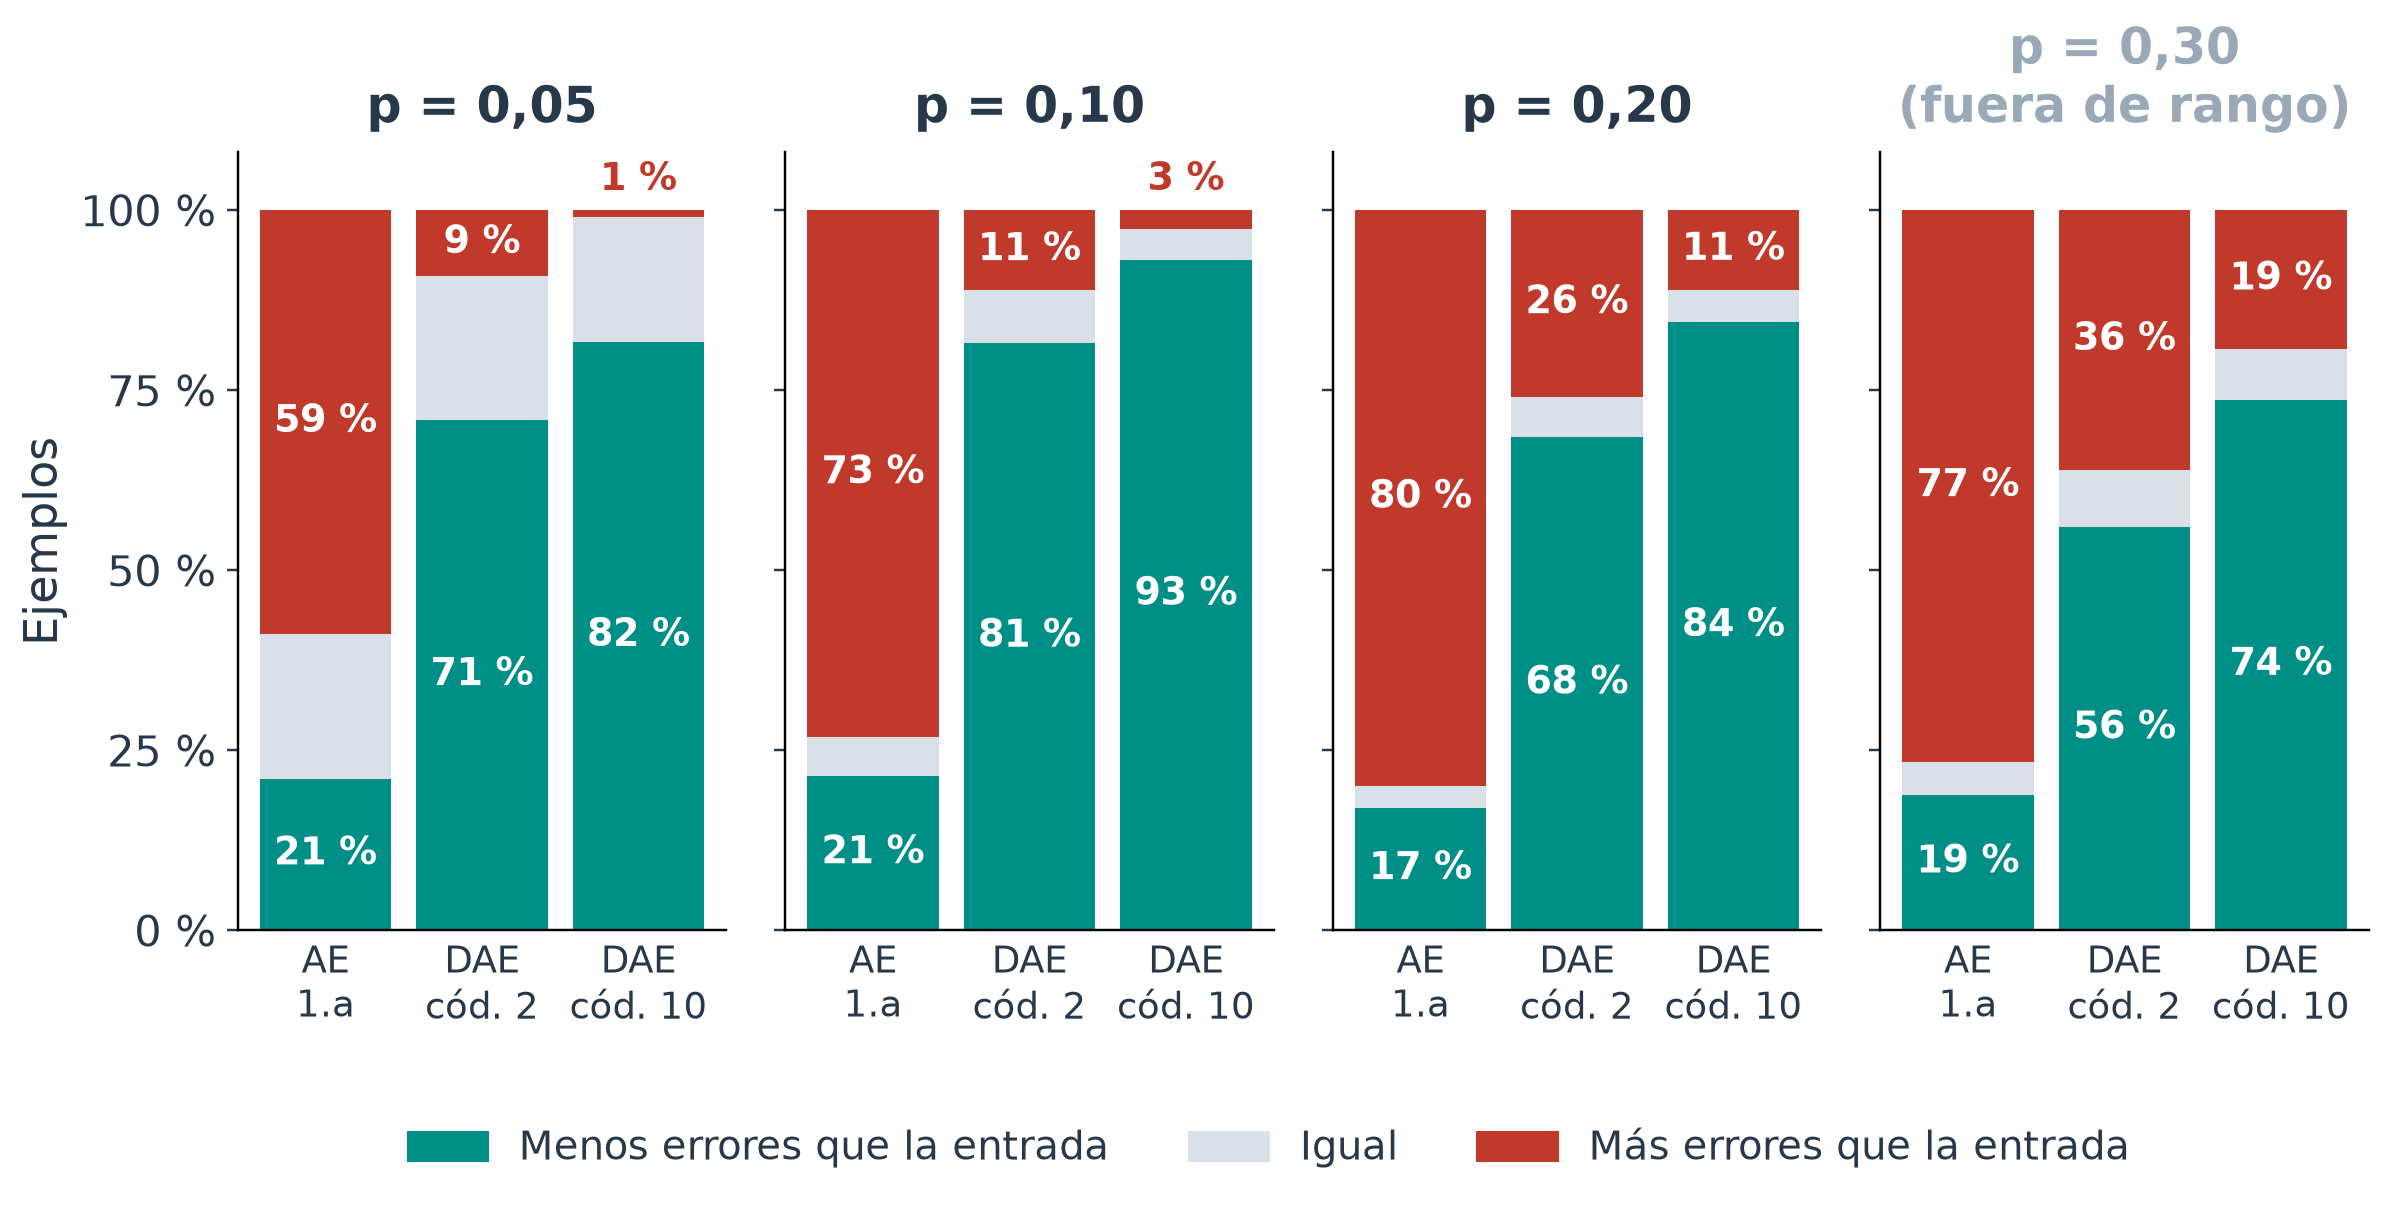 p = 0,05
p = 0,10
p = 0,20
p = 0,30
(fuera de rango)
Ejemplos
100 %
75 %
50 %
25 %
0 %
59 %
21 %
9 %
71 %
1 %
82 %
73 %
21 %
11 %
81 %
3 %
93 %
80 %
17 %
26 %
68 %
11 %
84 %
77 %
19 %
36 %
56 %
19 %
74 %
AE
1.a
DAE
cód. 2
DAE
cód. 10
AE
1.a
DAE
cód. 2
DAE
cód. 10
AE
1.a
DAE
cód. 2
DAE
cód. 10
AE
1.a
DAE
cód. 2
DAE
cód. 10
Menos errores que la entrada
Igual
Más errores que la entrada